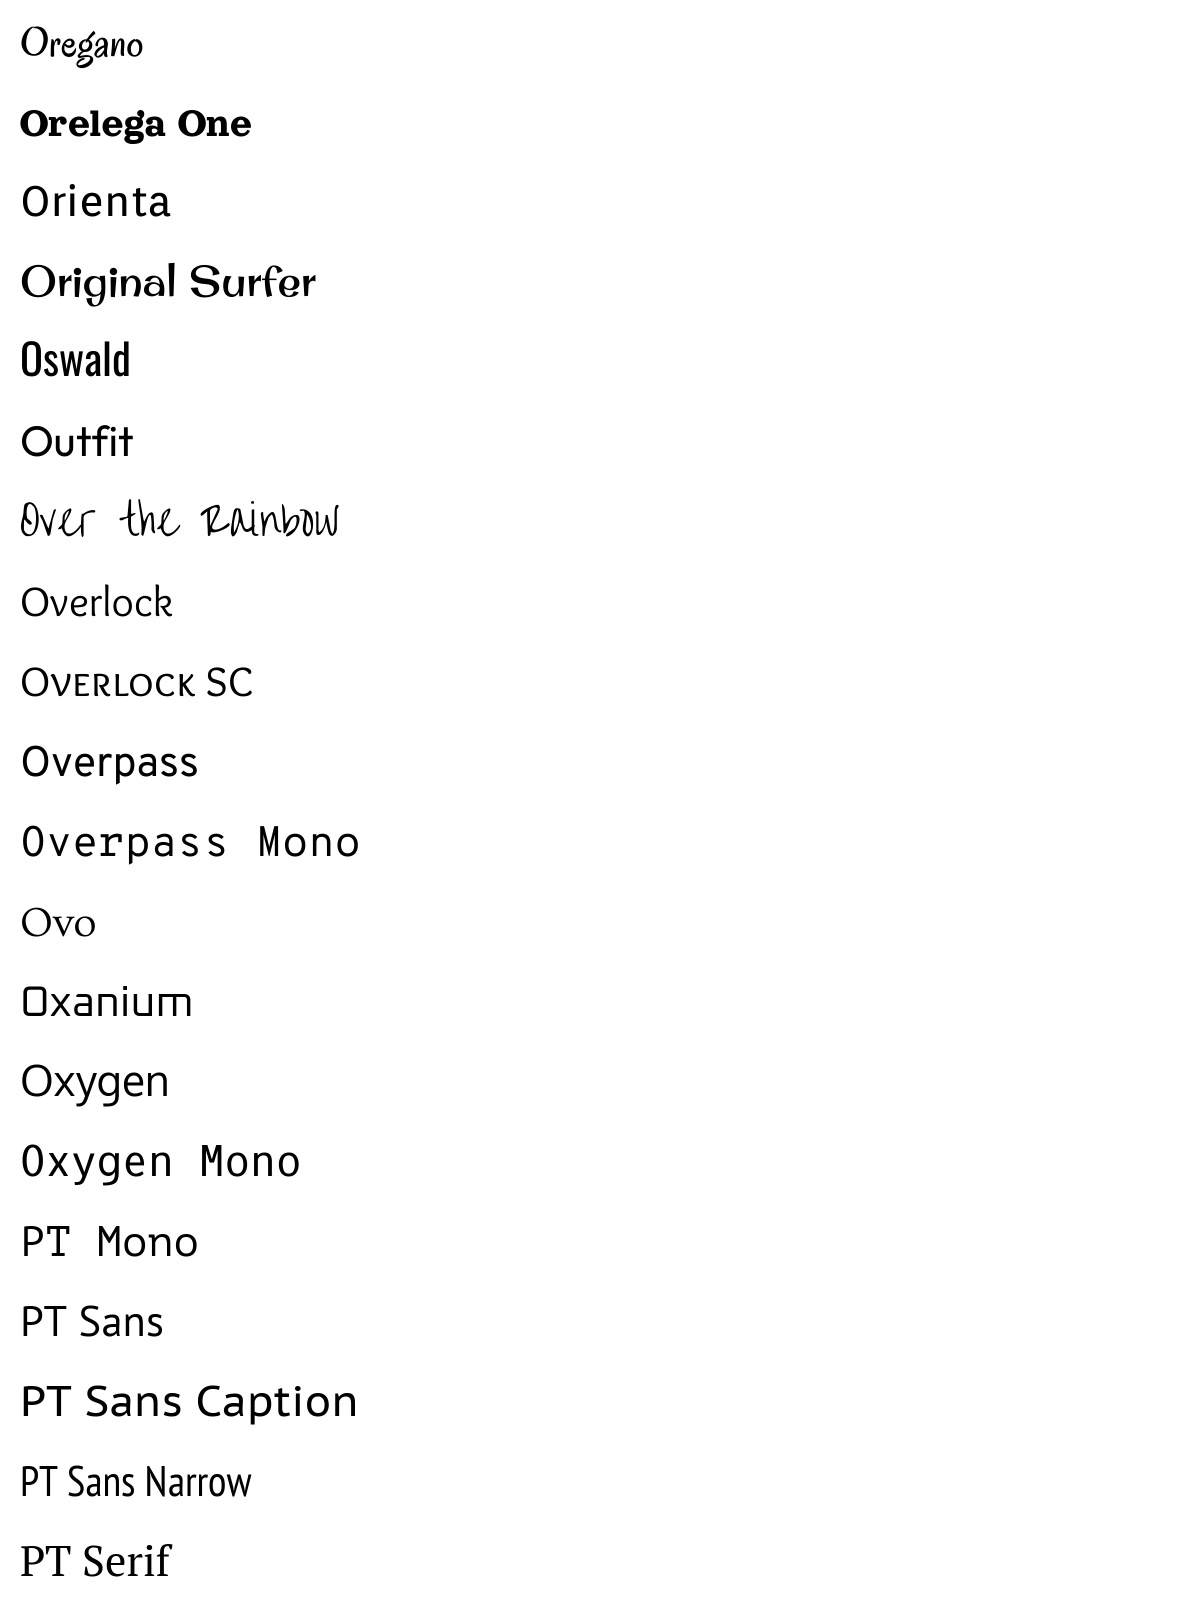 Oregano
Orelega One
Orienta
Original Surfer
Oswald
Outfit
Over the Rainbow
Overlock
Overlock SC
Overpass
Overpass Mono
Ovo
Oxanium
Oxygen
Oxygen Mono
PT Mono
PT Sans
PT Sans Caption
PT Sans Narrow
PT Serif